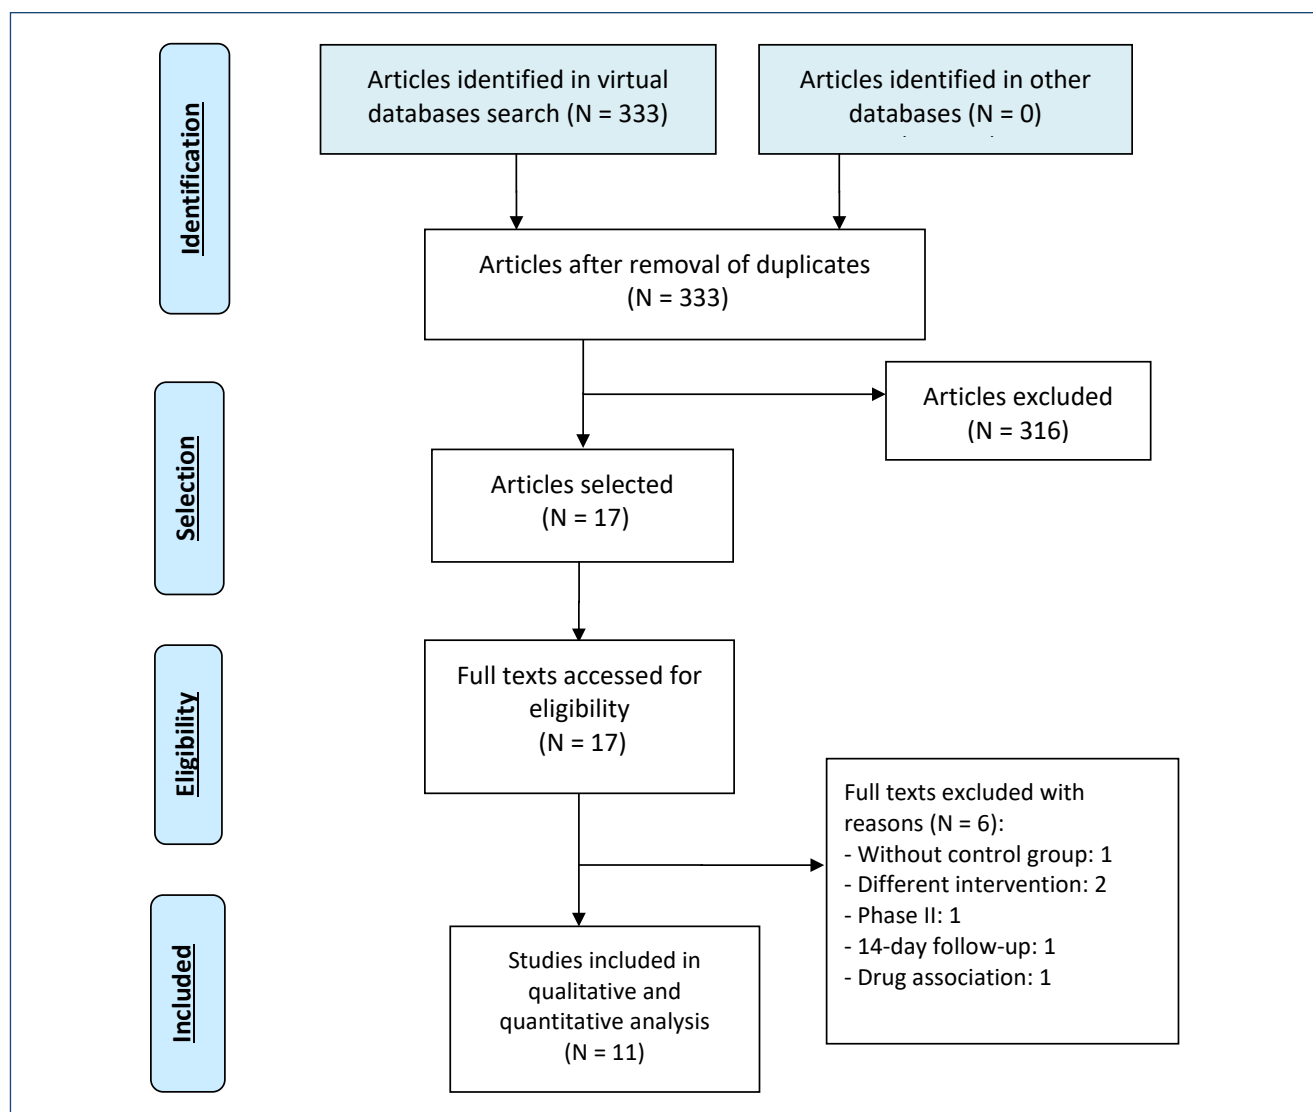 Identification
Articles identified in virtual
databases search (N = 333)
Articles identified in other
databases (N = 0)
Articles after removal of duplicates
(N = 333)
Selection
Articles excluded
(N = 316)
Articles selected
(N = 17)
Eligibility
Full texts accessed for
eligibility
(N = 17)
Full texts excluded with
reasons (N = 6):
- Without control group: 1
- Different intervention: 2
- Phase II: 1
- 14-day follow-up: 1
- Drug association: 1
Included
Studies included in
qualitative and
quantitative analysis
(N = 11)